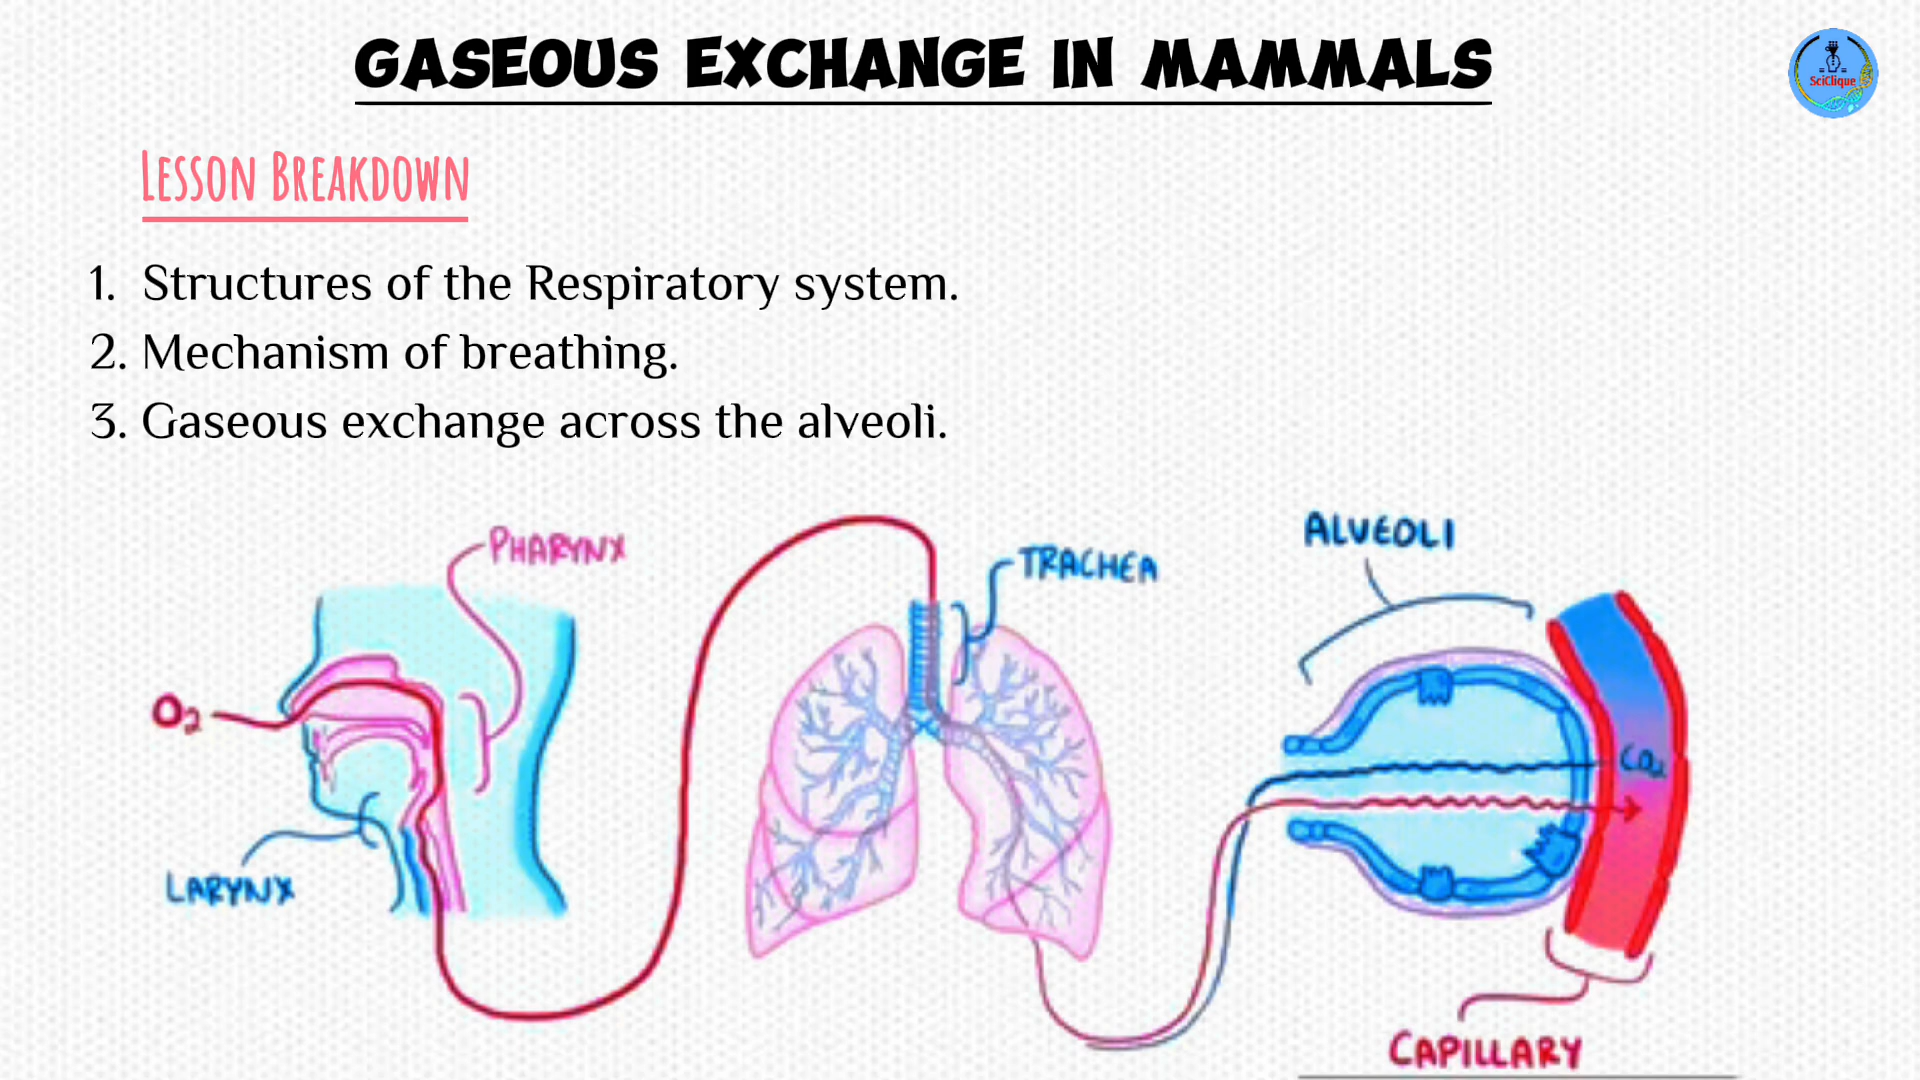 GASEOUS EXCHANGE IN MAMMALS
SciClique
LESSON BREAKDOWN
1. Structures of the Respiratory system.
2. Mechanism of breathing.
3. Gaseous exchange across the alveoli.
PHARYNX
TRACHEA
ALVEOLI
O₂
CO₂
LARYNX
CAPILLARY